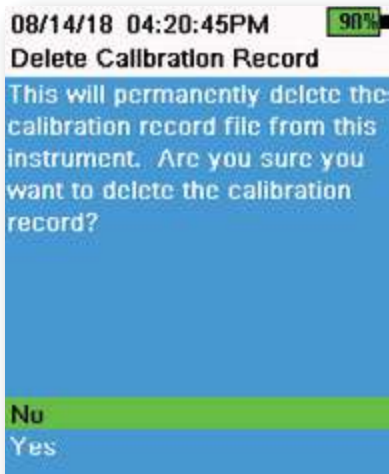 08/14/18 04:20:45PM 90%
Delete Calibration Record
This will permanently delete the
calibration record file from this
instrument. Are you sure you
want to delete the calibration
record?
No
Yes